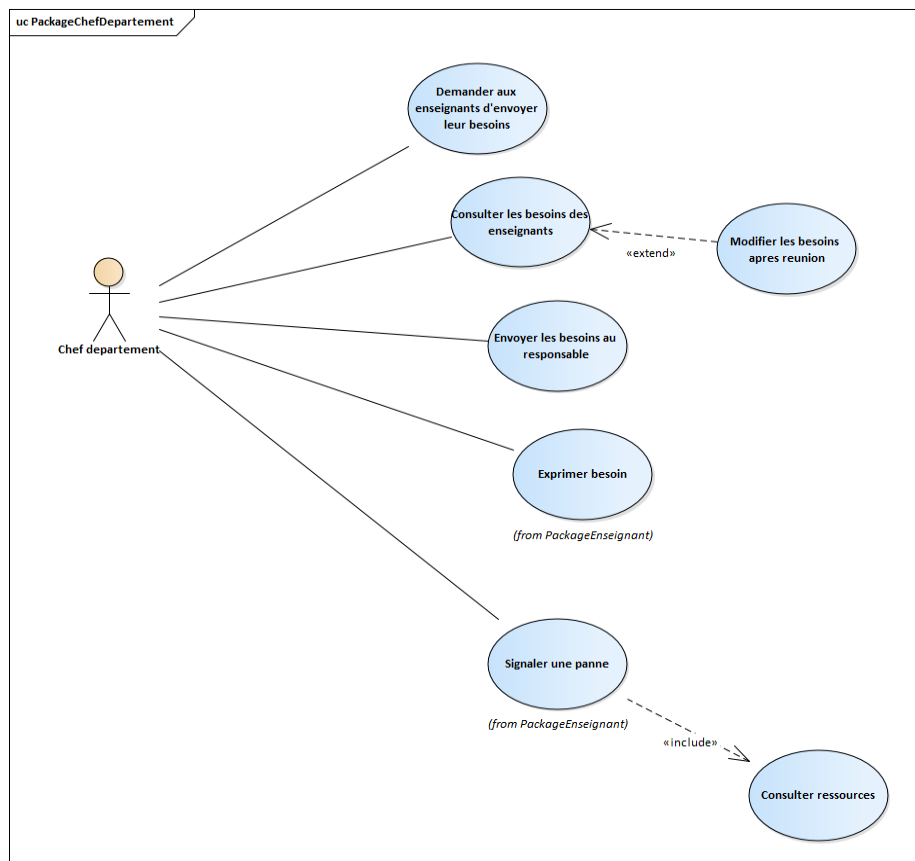 uc PackageChefDepartement
Demander aux
enseignants d'envoyer
leur besoins
Consulter les besoins des
enseignants
«extend»
Modifier les besoins
apres reunion
Chef departement
Envoyer les besoins au
responsable
Exprimer besoin
(from PackageEnseignant)
Signaler une panne
(from PackageEnseignant)
«include»
Consulter ressources